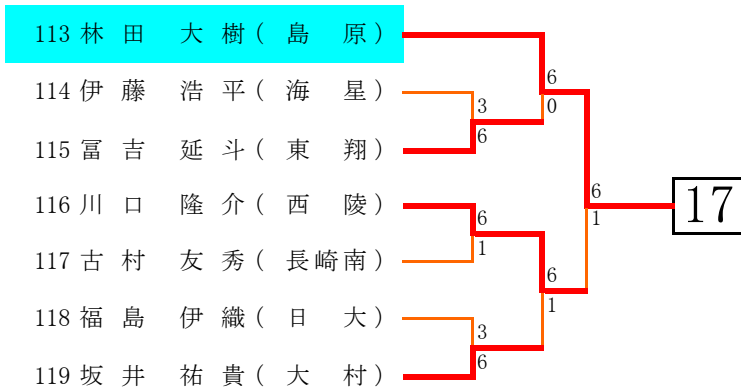 113 林田 大樹(島原)
6
114 伊藤 浩平(海星)
3
0
6
115 冨吉 延斗(東翔)
6
17
116 川口 隆介(西陵)
6
1
1
117 古村 友秀(長崎南)
6
1
118 福島 伊織(日大)
3
6
119 坂井 祐貴(大村)